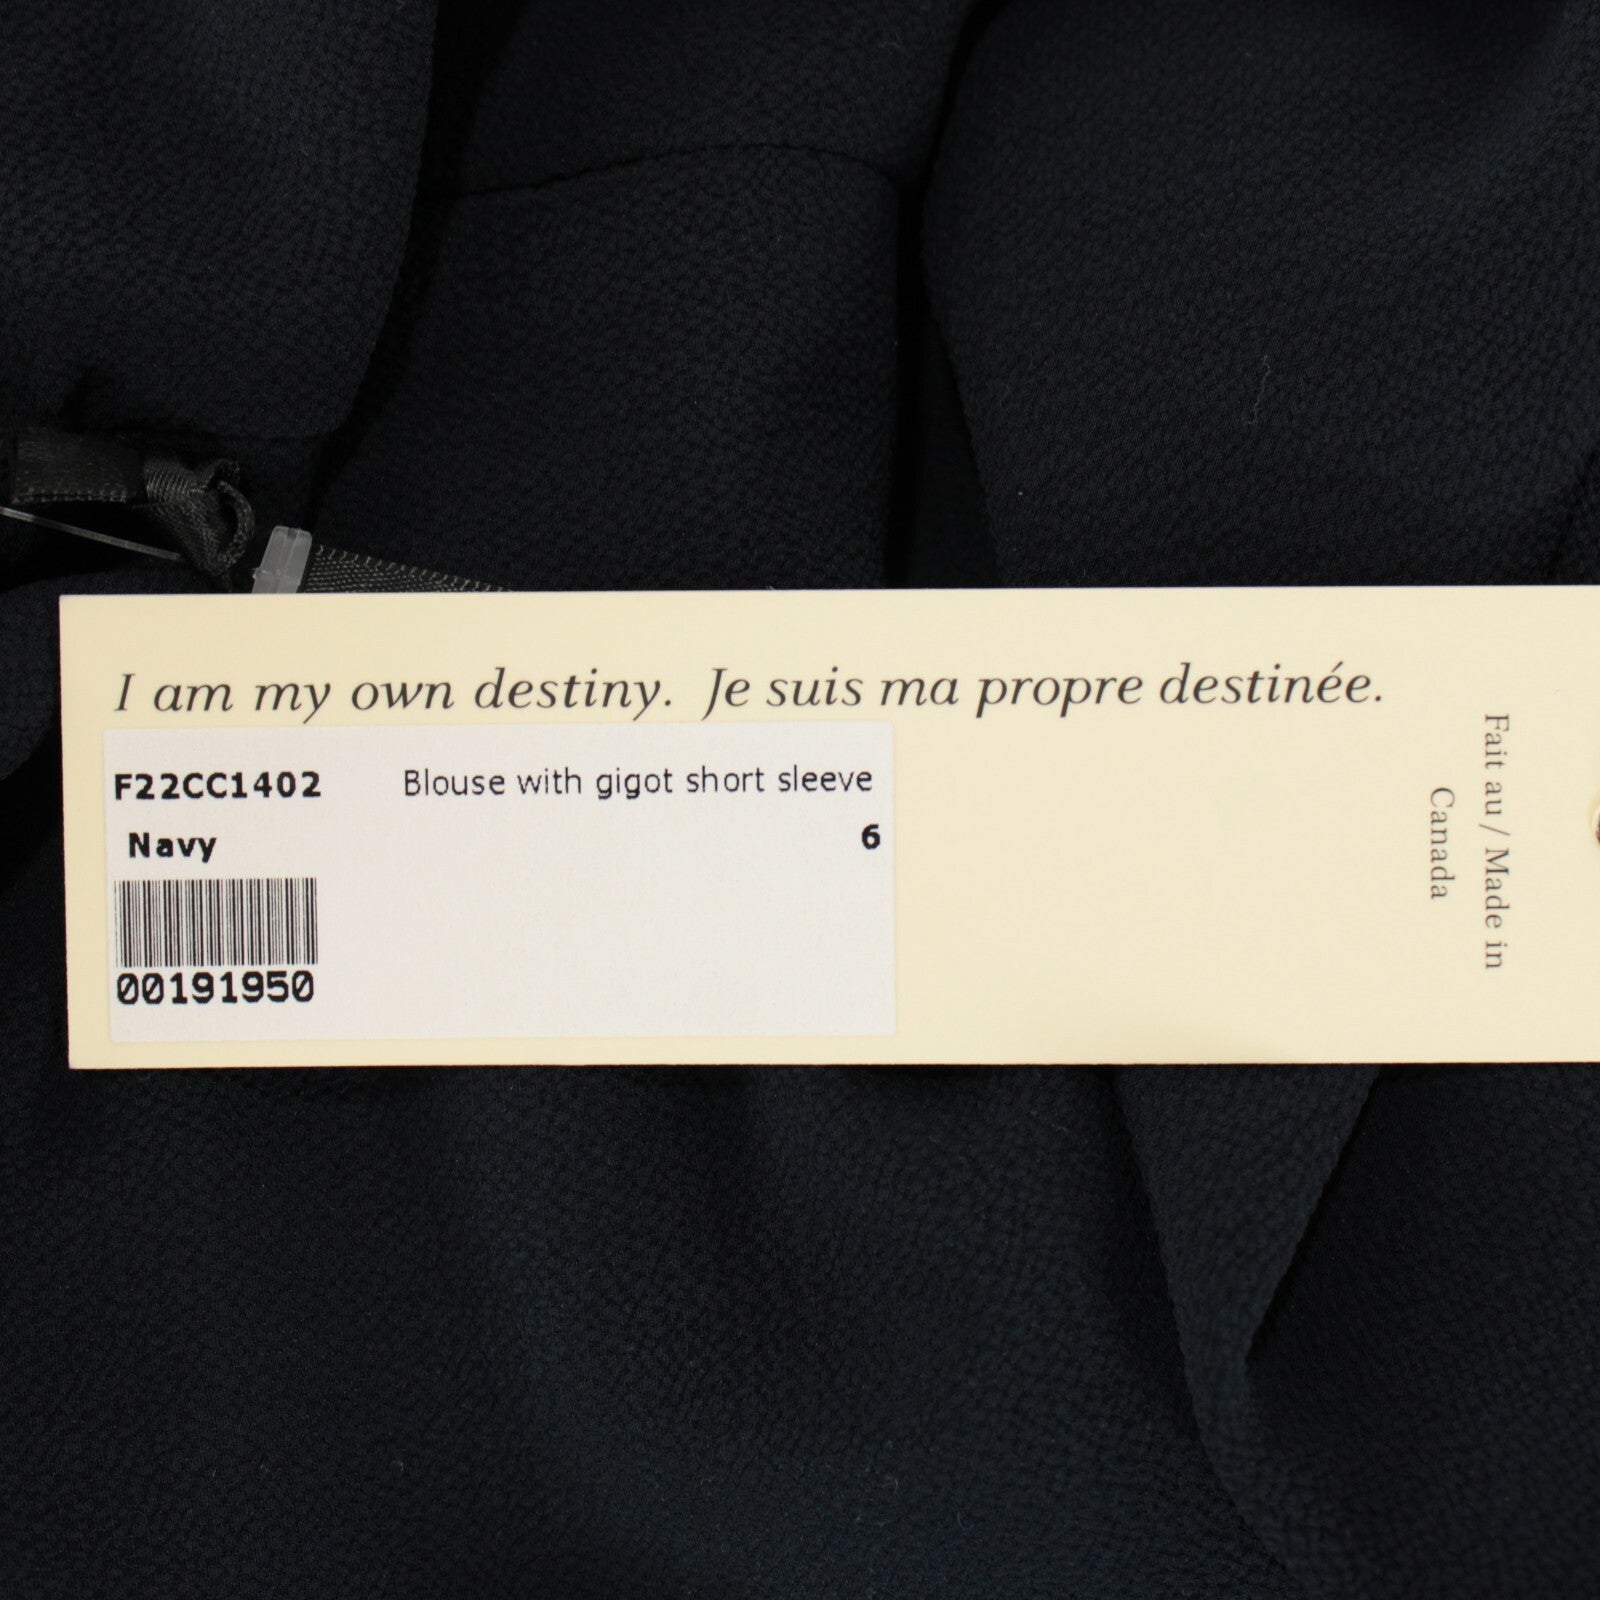 I am my own destiny. Je suis ma propre destinée.
F22CC1402 Blouse with gigot short sleeve
Navy 6
00191950
Fait au / Made in
Canada